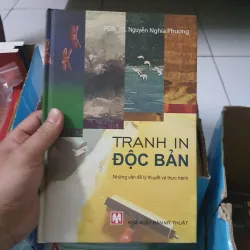 PGS. TS. Nguyễn Nghĩa Phương
TRANH IN
ĐỘC BẢN
Những vấn đề lý thuyết và thực hành
NHÀ XUẤT BẢN MỸ THUẬT